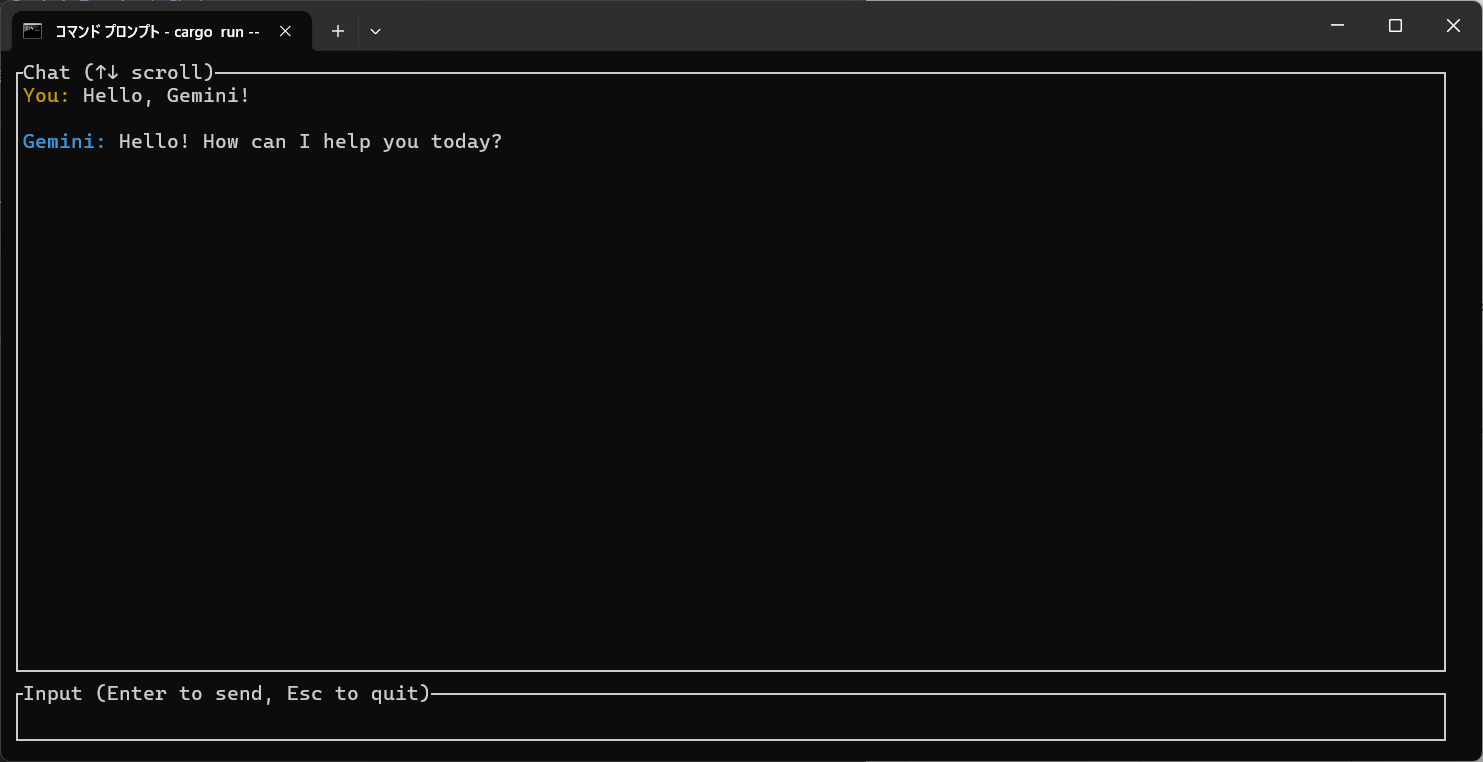 コマンド プロンプト - cargo  run --
Chat (↑↓ scroll)
You: Hello, Gemini!
Gemini: Hello! How can I help you today?
Input (Enter to send, Esc to quit)